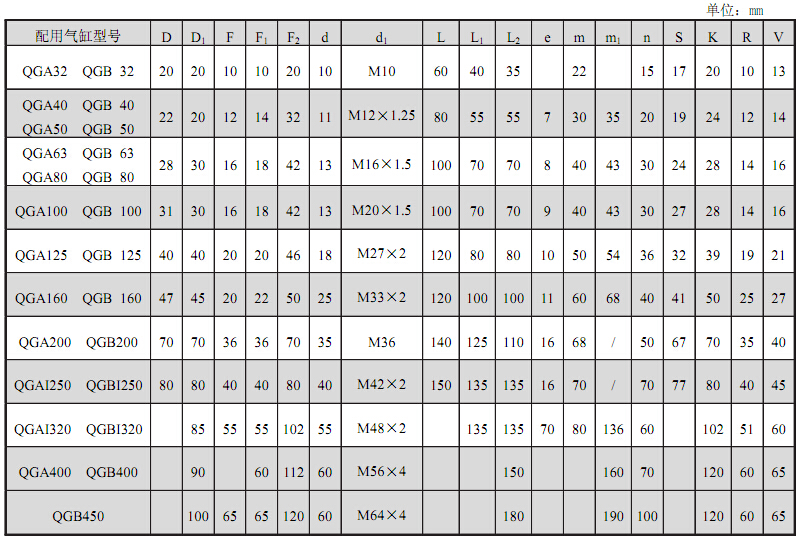 单位：mm
配用气缸型号 D D1 F F1 F2 d d1 L L1 L2 e m m1 n S K R V
QGA32 QGB 32 20 20 10 10 20 10 M10 60 40 35 22 15 17 20 10 13
QGA40 QGB 40
QGA50 QGB 50 22 20 12 14 32 11 M12×1.25 80 55 55 7 30 35 20 19 24 12 14
QGA63 QGB 63
QGA80 QGB 80 28 30 16 18 42 13 M16×1.5 100 70 70 8 40 43 30 24 28 14 16
QGA100 QGB 100 31 30 16 18 42 13 M20×1.5 100 70 70 9 40 43 30 27 28 14 16
QGA125 QGB 125 40 40 20 20 46 18 M27×2 120 80 80 10 50 54 36 32 39 19 21
QGA160 QGB 160 47 45 20 22 50 25 M33×2 120 100 100 11 60 68 40 41 50 25 27
QGA200 QGB200 70 70 36 36 70 35 M36 140 125 110 16 68 / 50 67 70 35 40
QGAI250 QGBI250 80 80 40 40 80 40 M42×2 150 135 135 16 70 / 70 77 80 40 45
QGAI320 QGBI320 85 55 55 102 55 M48×2 135 135 70 80 136 60 102 51 60
QGA400 QGB400 90 60 112 60 M56×4 150 160 70 120 60 65
QGB450 100 65 65 120 60 M64×4 180 190 100 120 60 65